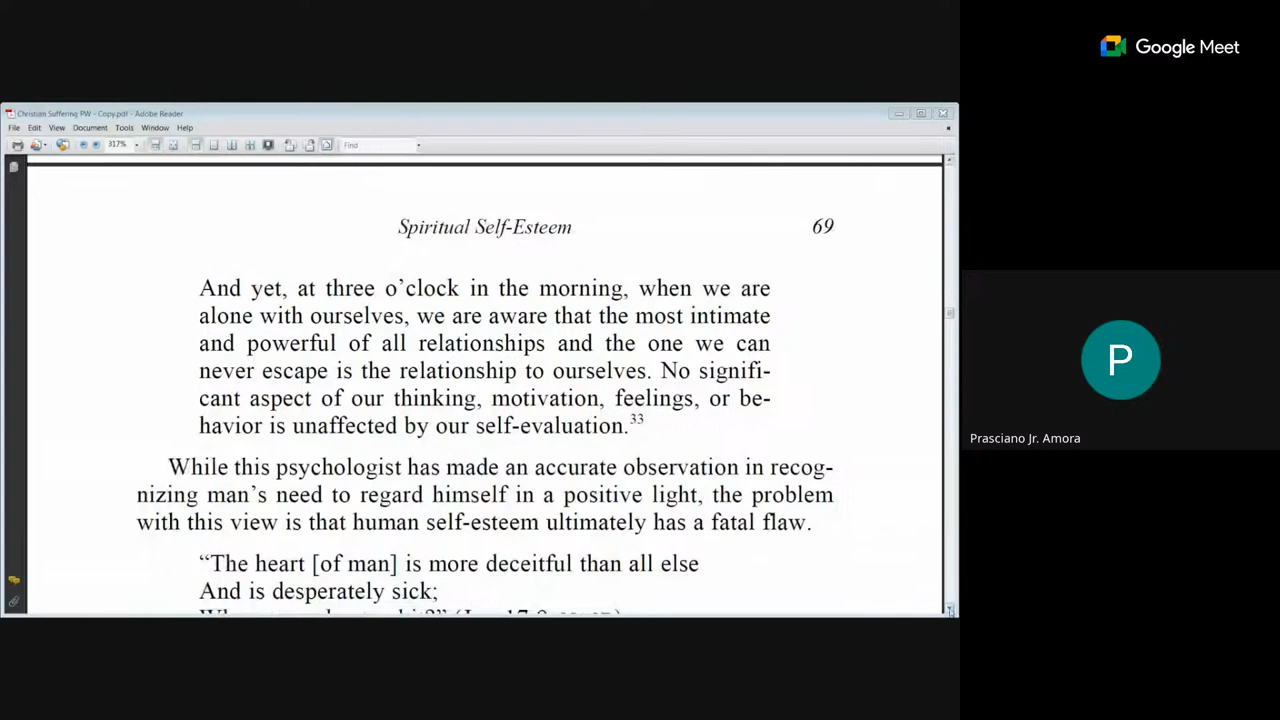 Google Meet
Christian Suffering PW - Copy.pdf - Adobe Reader
File Edit View Document Tools Window Help
317% Find
Spiritual Self-Esteem 69
And yet, at three o’clock in the morning, when we are
alone with ourselves, we are aware that the most intimate
and powerful of all relationships and the one we can
never escape is the relationship to ourselves. No signifi-
cant aspect of our thinking, motivation, feelings, or be-
havior is unaffected by our self-evaluation.33
While this psychologist has made an accurate observation in recog-
nizing man’s need to regard himself in a positive light, the problem
with this view is that human self-esteem ultimately has a fatal flaw.
“The heart [of man] is more deceitful than all else
And is desperately sick;
P
Prasciano Jr. Amora